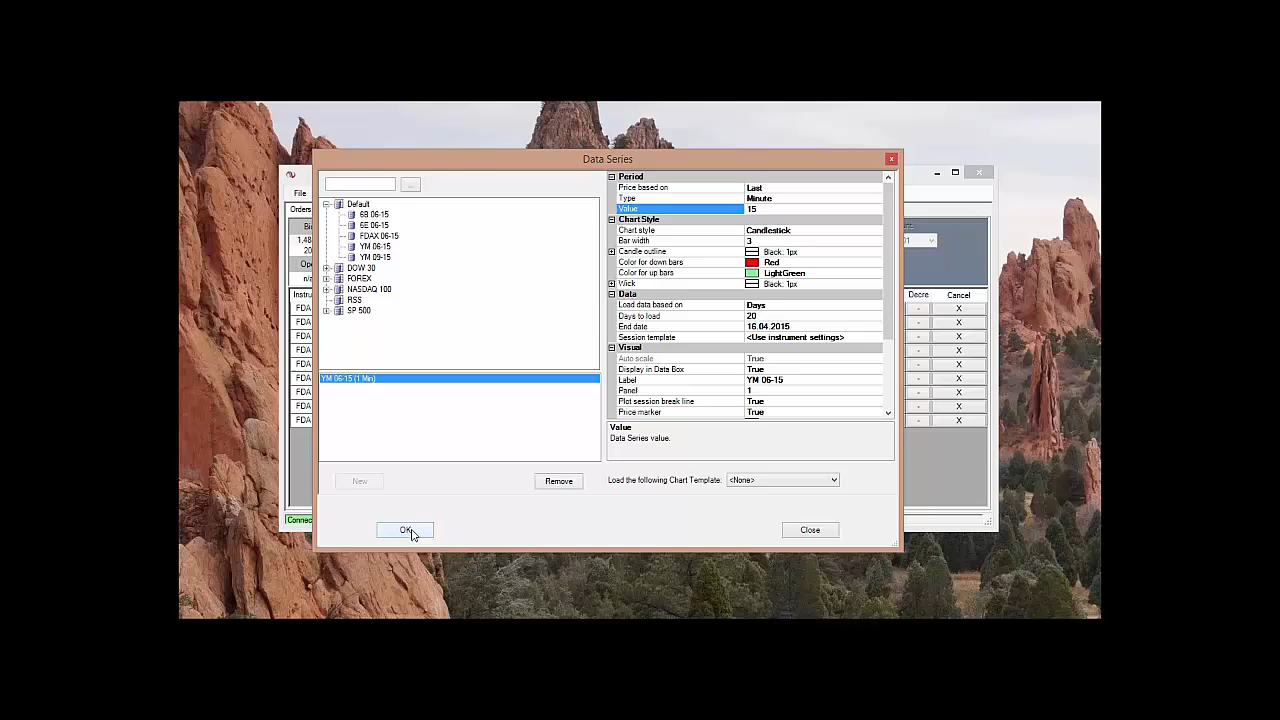 Data Series
x
File
Orders
...
Default
6B 06-15
6E 06-15
FDAX 06-15
YM 06-15
YM 09-15
DOW 30
FOREX
NASDAQ 100
RSS
SP 500
YM 06-15 (1 Min)
New
Remove
OK
Period
Price based on Last
Type Minute
Value 15
Chart Style
Chart style Candlestick
Bar width 3
Candle outline Black: 1px
Color for down bars Red
Color for up bars LightGreen
Wick Black: 1px
Data
Load data based on Days
Days to load 20
End date 16.04.2015
Session template <Use instrument settings>
Visual
Auto scale True
Display in Data Box True
Label YM 06-15
Panel 1
Plot session break line True
Price marker True
Value
Data Series value.
Load the following Chart Template: <None>
Close
Instru
FDA
FDA
FDA
FDA
FDA
FDA
FDA
FDA
FDA
Connec
Decre Cancel
- X
- X
- X
- X
- X
- X
- X
- X
- X